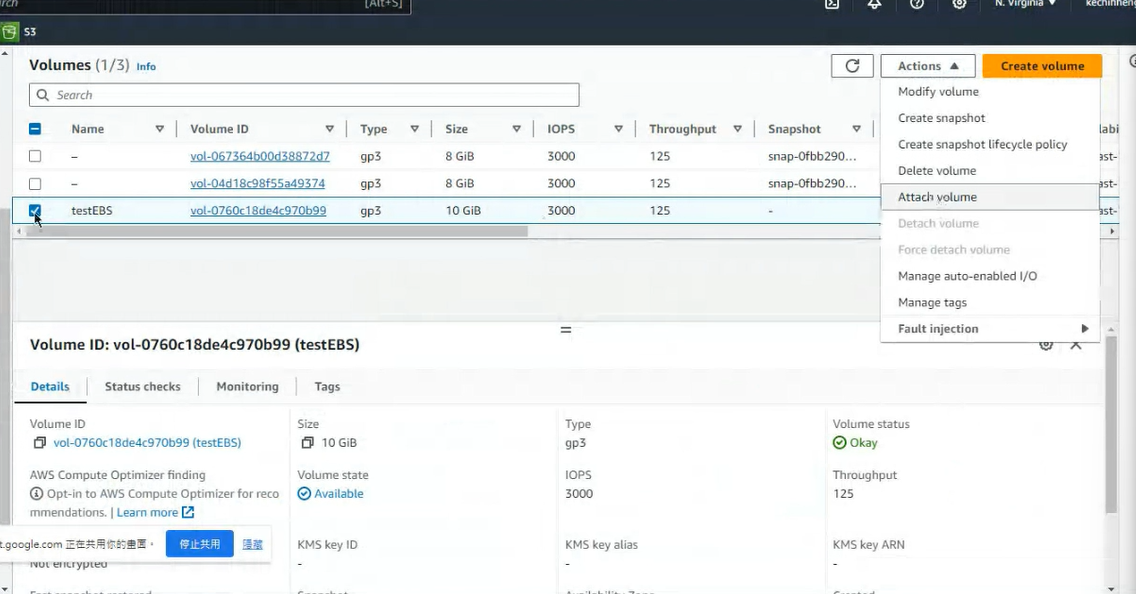 [Alt+S]
N. Virginia
S3
Volumes (1/3) Info
Actions
Create volume
Search
Name Volume ID Type Size IOPS Throughput Snapshot
– vol-067364b00d38872d7 gp3 8 GiB 3000 125 snap-0fbb290...
– vol-04d18c98f55a49374 gp3 8 GiB 3000 125 snap-0fbb290...
testEBS vol-0760c18de4c970b99 gp3 10 GiB 3000 125 -
Modify volume
Create snapshot
Create snapshot lifecycle policy
Delete volume
Attach volume
Detach volume
Force detach volume
Manage auto-enabled I/O
Manage tags
Fault injection
Volume ID: vol-0760c18de4c970b99 (testEBS)
Details Status checks Monitoring Tags
Volume ID Size Type Volume status
vol-0760c18de4c970b99 (testEBS) 10 GiB gp3 Okay
AWS Compute Optimizer finding Volume state IOPS Throughput
Opt-in to AWS Compute Optimizer for reco Available 3000 125
mmendations. | Learn more
t.google.com 正在共用你的畫面。 停止共用 隱藏
KMS key ID KMS key alias KMS key ARN
Not encrypted - - -